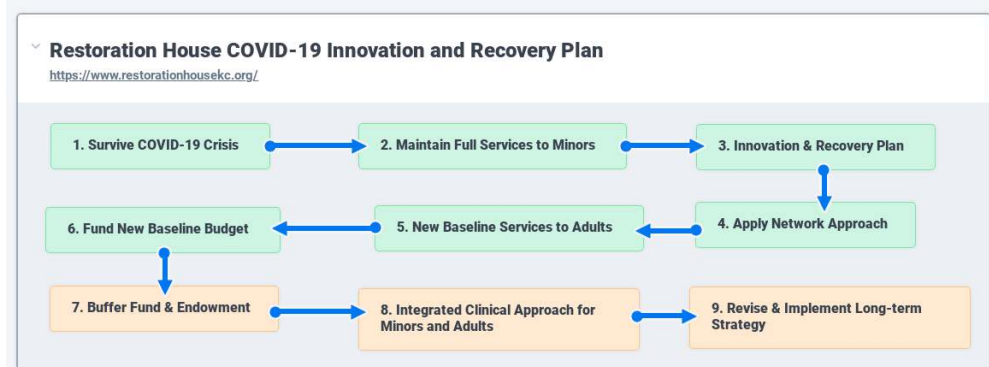 Restoration House COVID-19 Innovation and Recovery Plan
https://www.restorationhousekc.org/
1. Survive COVID-19 Crisis
2. Maintain Full Services to Minors
3. Innovation & Recovery Plan
4. Apply Network Approach
5. New Baseline Services to Adults
6. Fund New Baseline Budget
7. Buffer Fund & Endowment
8. Integrated Clinical Approach for
Minors and Adults
9. Revise & Implement Long-term
Strategy